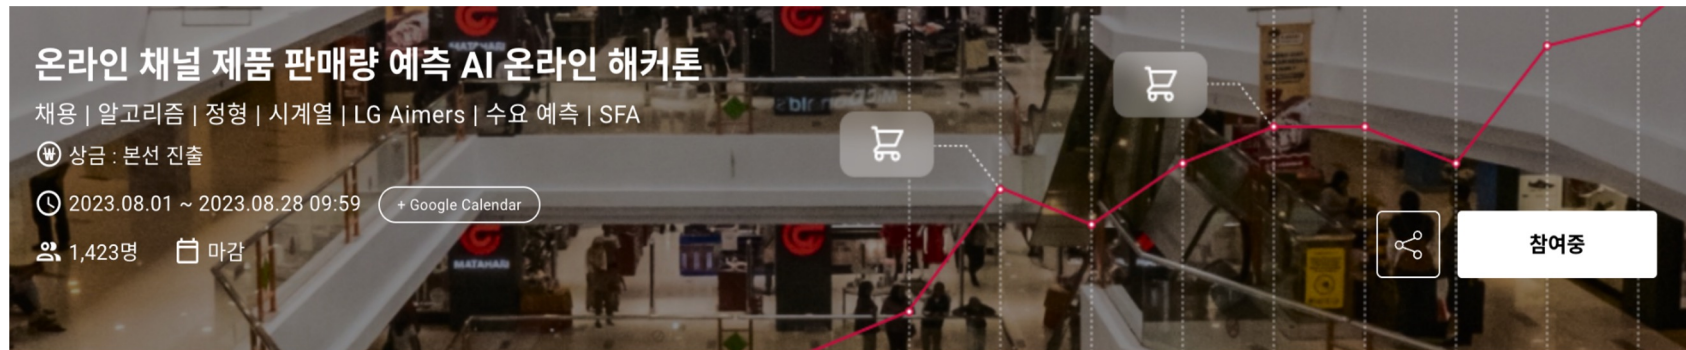 온라인 채널 제품 판매량 예측 AI 온라인 해커톤
채용 | 알고리즘 | 정형 | 시계열 | LG Aimers | 수요 예측 | SFA
상금 : 본선 진출
2023.08.01 ~ 2023.08.28 09:59 + Google Calendar
1,423명 마감
참여중
MATAHARI
MATAHARI